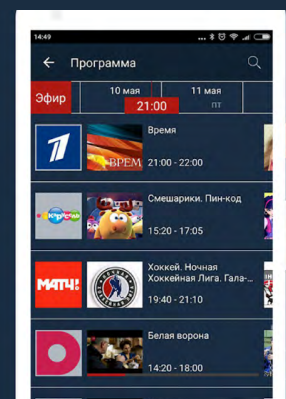 14:49
Программа
Эфир
10 мая
11 мая
21:00
пт
1
ВРЕМ
Время
21:00 - 22:00
Карусель
Смешарики. Пин-код
15:20 - 17:05
МАТЧ!
Хоккей. Ночная
Хоккейная Лига. Гала-...
19:40 - 21:10
Белая ворона
14:20 - 18:00